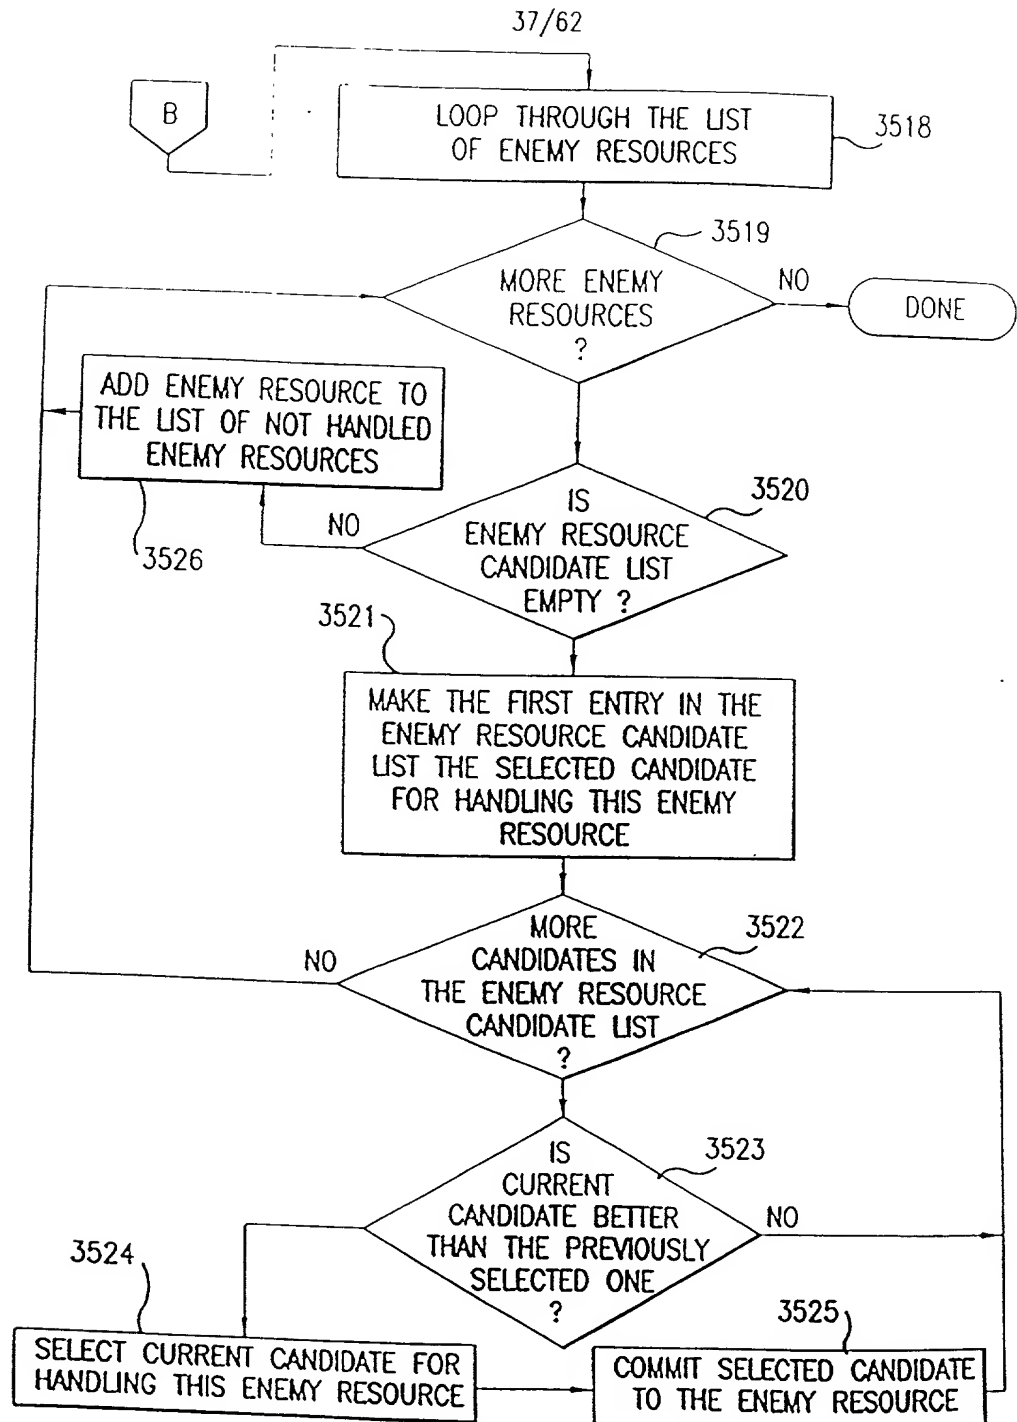 37/62
B
LOOP THROUGH THE LIST
OF ENEMY RESOURCES
3518
3519
MORE ENEMY
RESOURCES
?
NO
DONE
ADD ENEMY RESOURCE TO
THE LIST OF NOT HANDLED
ENEMY RESOURCES
3526
NO
IS
ENEMY RESOURCE
CANDIDATE LIST
EMPTY ?
3520
3521
MAKE THE FIRST ENTRY IN THE
ENEMY RESOURCE CANDIDATE
LIST THE SELECTED CANDIDATE
FOR HANDLING THIS ENEMY
RESOURCE
NO
MORE
CANDIDATES IN
THE ENEMY RESOURCE
CANDIDATE LIST
?
3522
IS
CURRENT
CANDIDATE BETTER
THAN THE PREVIOUSLY
SELECTED ONE
?
3523
NO
3524
SELECT CURRENT CANDIDATE FOR
HANDLING THIS ENEMY RESOURCE
3525
COMMIT SELECTED CANDIDATE
TO THE ENEMY RESOURCE